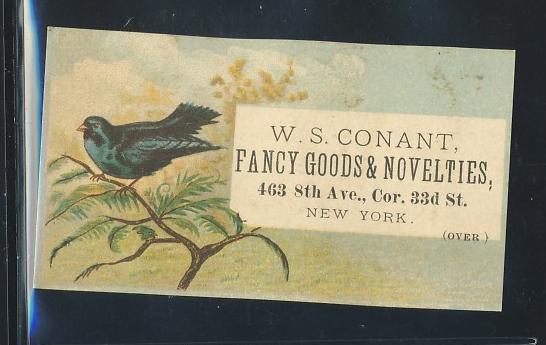 W. S. CONANT,
FANCY GOODS & NOVELTIES,
463 8th Ave., Cor. 33d St.
NEW YORK.
(OVER)